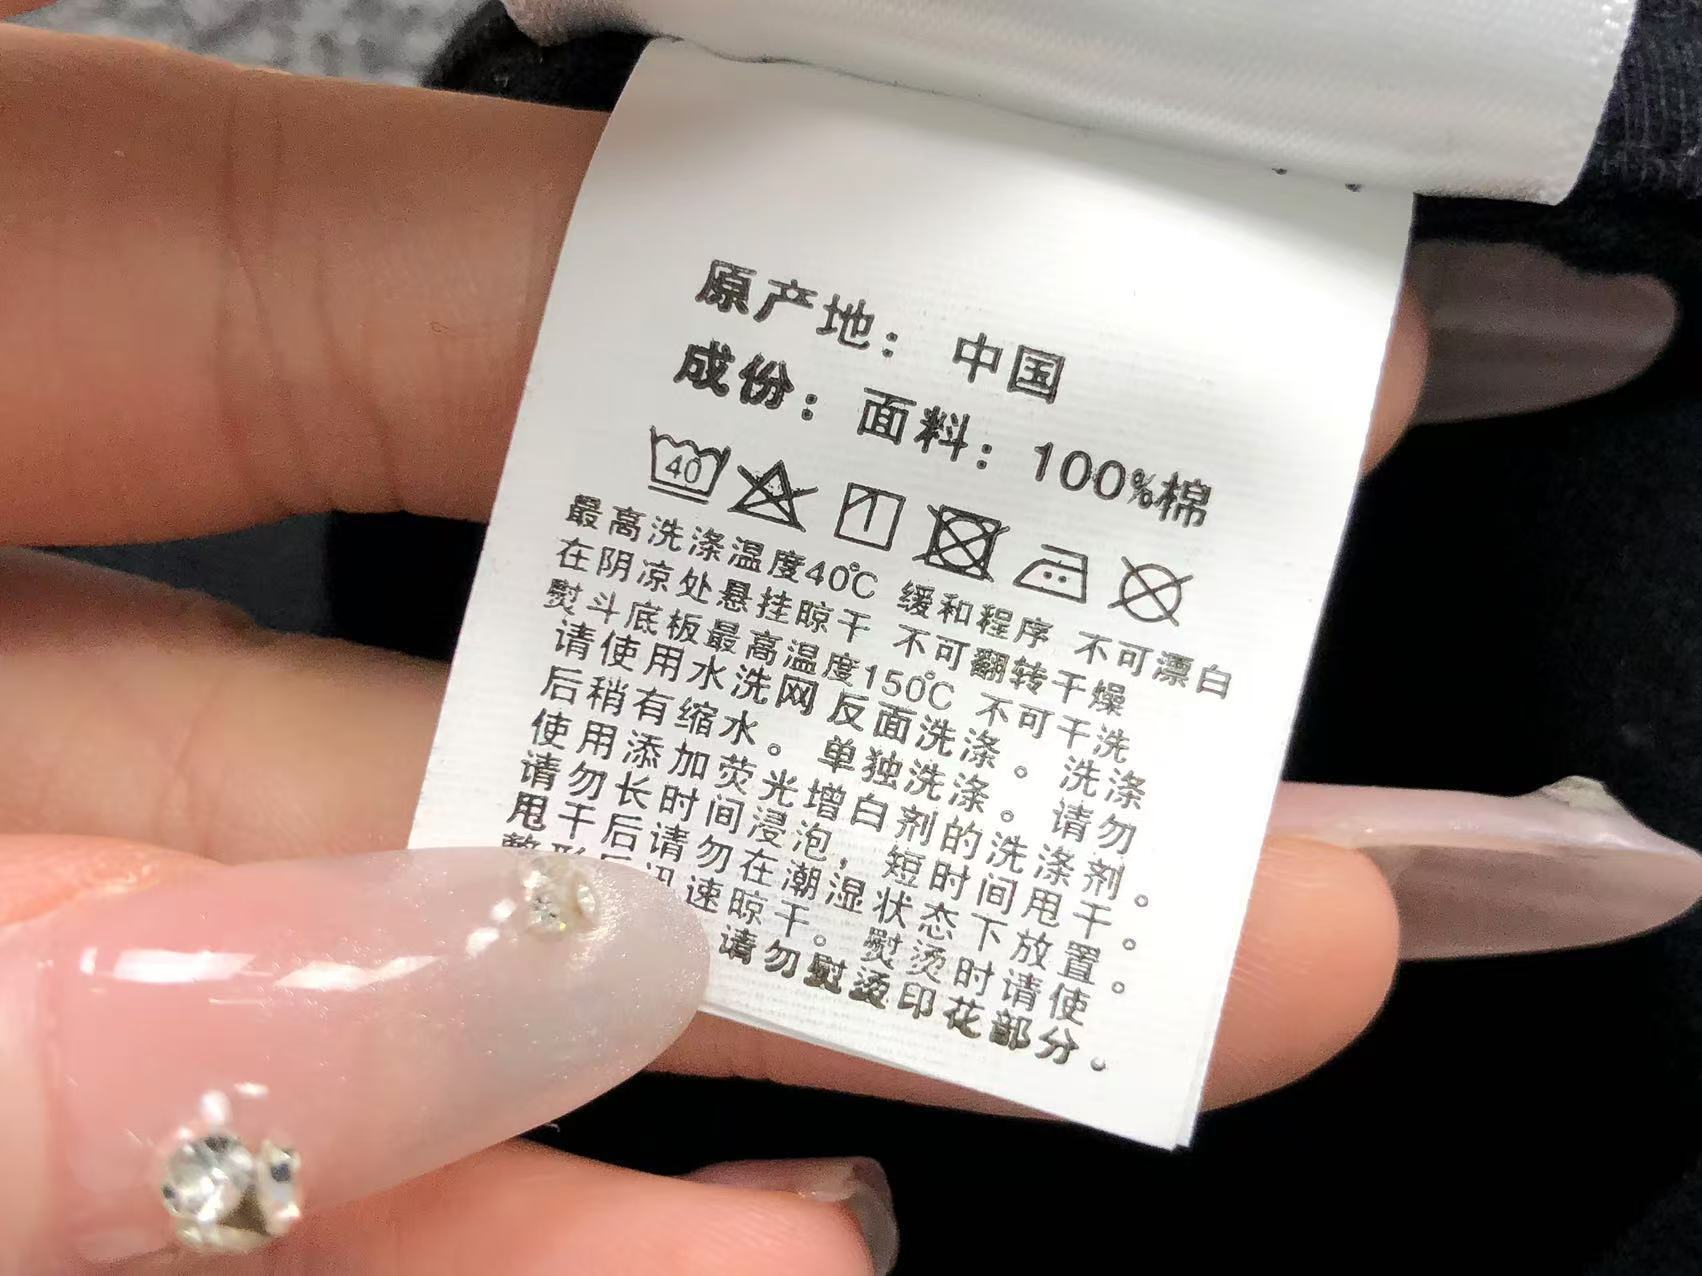 原产地： 中国
成份：面料：100%棉
40
最高洗涤温度40℃ 缓和程序 不可漂白
在阴凉处悬挂晾干 不可翻转干燥
熨斗底板最高温度150℃ 不可干洗
请使用水洗网反面洗涤。洗涤
后稍有缩水。单独洗涤。请勿
使用添加荧光增白剂的洗涤剂。
请勿长时间浸泡，短时间甩干。
甩干后请勿在潮湿状态下放置。
整形后迅速晾干。熨烫时请使
请勿熨烫印花部分。